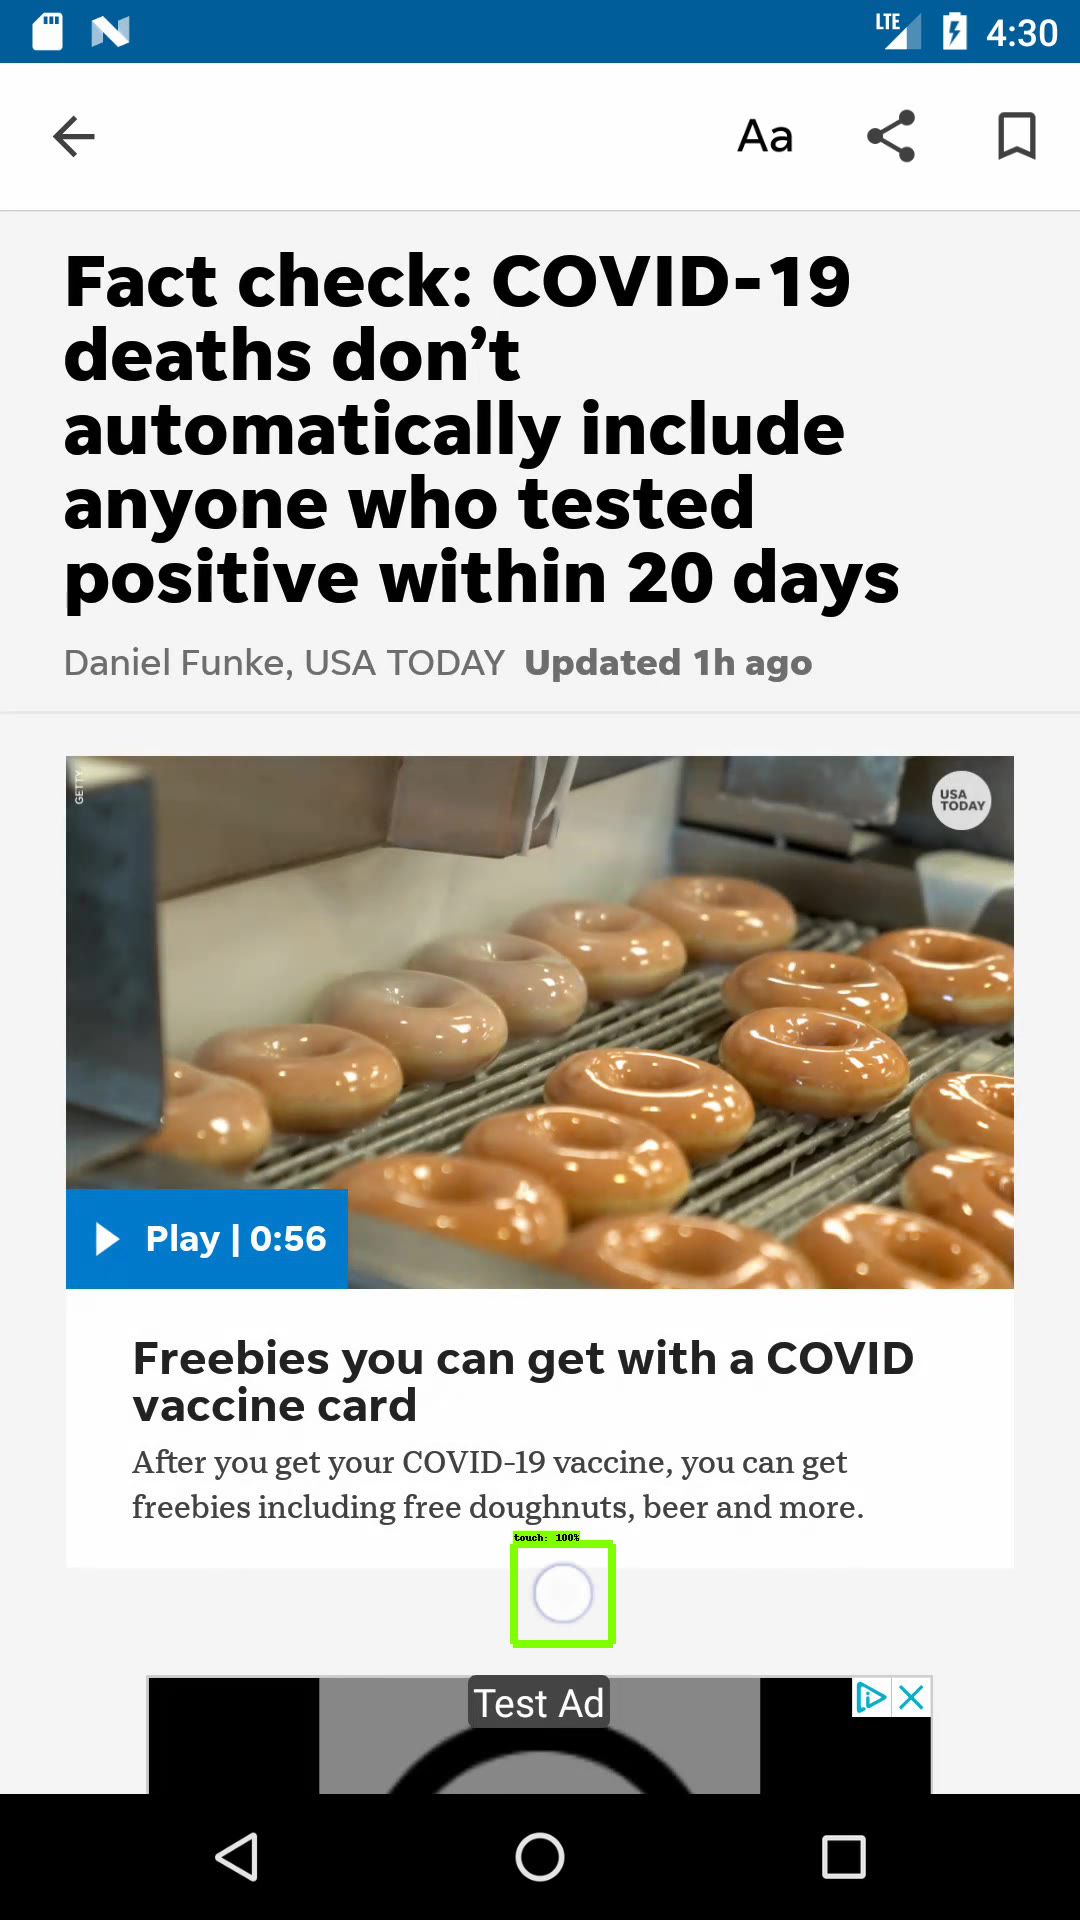 LTE 4:30
Aa
Fact check: COVID-19
deaths don’t
automatically include
anyone who tested
positive within 20 days
Daniel Funke, USA TODAY Updated 1h ago
GETTY
USA
TODAY
Play | 0:56
Freebies you can get with a COVID
vaccine card
After you get your COVID-19 vaccine, you can get
freebies including free doughnuts, beer and more.
touch: 100%
Test Ad